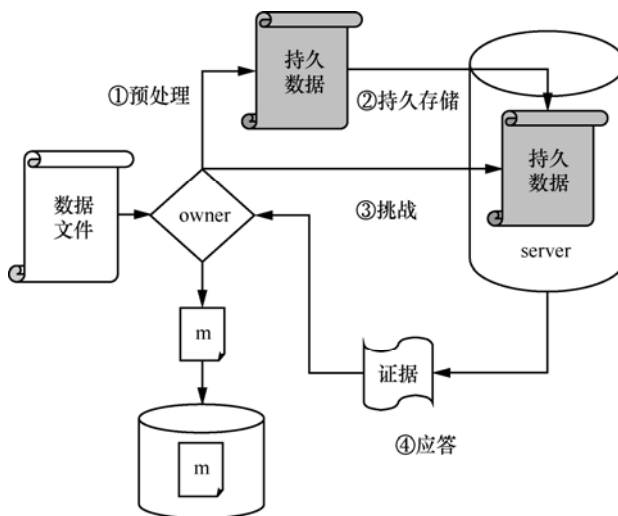 持久
数据
①预处理
②持久存储
持久
数据
数据
文件
owner
③挑战
server
m
证据
④应答
m